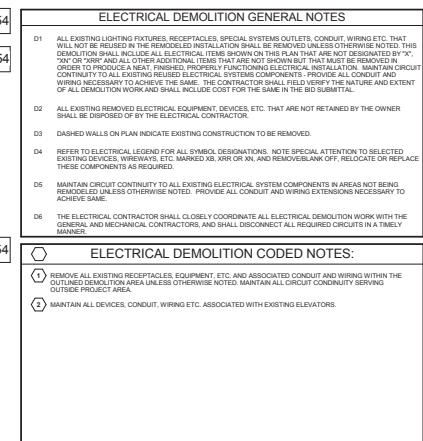 54
54
54
ELECTRICAL DEMOLITION GENERAL NOTES
D1 ALL EXISTING LIGHTING FIXTURES, RECEPTACLES, SPECIAL SYSTEMS OUTLETS, CONDUIT, WIRING ETC. THAT
WILL NOT BE REUSED IN THE REMODELED INSTALLATION SHALL BE REMOVED UNLESS OTHERWISE NOTED. THIS
DEMOLITION SHALL INCLUDE ALL ELECTRICAL ITEMS SHOWN ON THIS PLAN THAT ARE NOT DESIGNATED BY "X",
"XN" OR "XRR" AND ALL OTHER ADDITIONAL ITEMS THAT ARE NOT SHOWN BUT THAT MUST BE REMOVED IN
ORDER TO PRODUCE A NEAT, FINISHED, PROPERLY FUNCTIONING ELECTRICAL INSTALLATION. MAINTAIN CIRCUIT
CONTINUITY TO ALL EXISTING REUSED ELECTRICAL SYSTEMS COMPONENTS - PROVIDE ALL CONDUIT AND
WIRING NECESSARY TO ACHIEVE THE SAME. THE CONTRACTOR SHALL FIELD VERIFY THE NATURE AND EXTENT
OF ALL DEMOLITION WORK AND SHALL INCLUDE COST FOR THE SAME IN THE BID SUBMITTAL.
D2 ALL EXISTING REMOVED ELECTRICAL EQUIPMENT, DEVICES, ETC. THAT ARE NOT RETAINED BY THE OWNER
SHALL BE DISPOSED OF BY THE ELECTRICAL CONTRACTOR.
D3 DASHED WALLS ON PLAN INDICATE EXISTING CONSTRUCTION TO BE REMOVED.
D4 REFER TO ELECTRICAL LEGEND FOR ALL SYMBOL DESIGNATIONS. NOTE SPECIAL ATTENTION TO SELECTED
EXISTING DEVICES, WIREWAYS, ETC. MARKED XB, XRR OR XN, AND REMOVE/BLANK OFF, RELOCATE OR REPLACE
THESE COMPONENTS AS REQUIRED.
D5 MAINTAIN CIRCUIT CONTINUITY TO ALL EXISTING ELECTRICAL SYSTEM COMPONENTS IN AREAS NOT BEING
REMODELED UNLESS OTHERWISE NOTED. PROVIDE ALL CONDUIT AND WIRING EXTENSIONS NECESSARY TO
ACHIEVE SAME.
D6 THE ELECTRICAL CONTRACTOR SHALL CLOSELY COORDINATE ALL ELECTRICAL DEMOLITION WORK WITH THE
GENERAL AND MECHANICAL CONTRACTORS, AND SHALL DISCONNECT ALL REQUIRED CIRCUITS IN A TIMELY
MANNER.
ELECTRICAL DEMOLITION CODED NOTES:
1 REMOVE ALL EXISTING RECEPTACLES, EQUIPMENT, ETC. AND ASSOCIATED CONDUIT AND WIRING WITHIN THE
OUTLINED DEMOLITION AREA UNLESS OTHERWISE NOTED. MAINTAIN ALL CIRCUIT CONTINUITY SERVING
OUTSIDE PROJECT AREA.
2 MAINTAIN ALL DEVICES, CONDUIT, WIRING ETC. ASSOCIATED WITH EXISTING ELEVATORS.